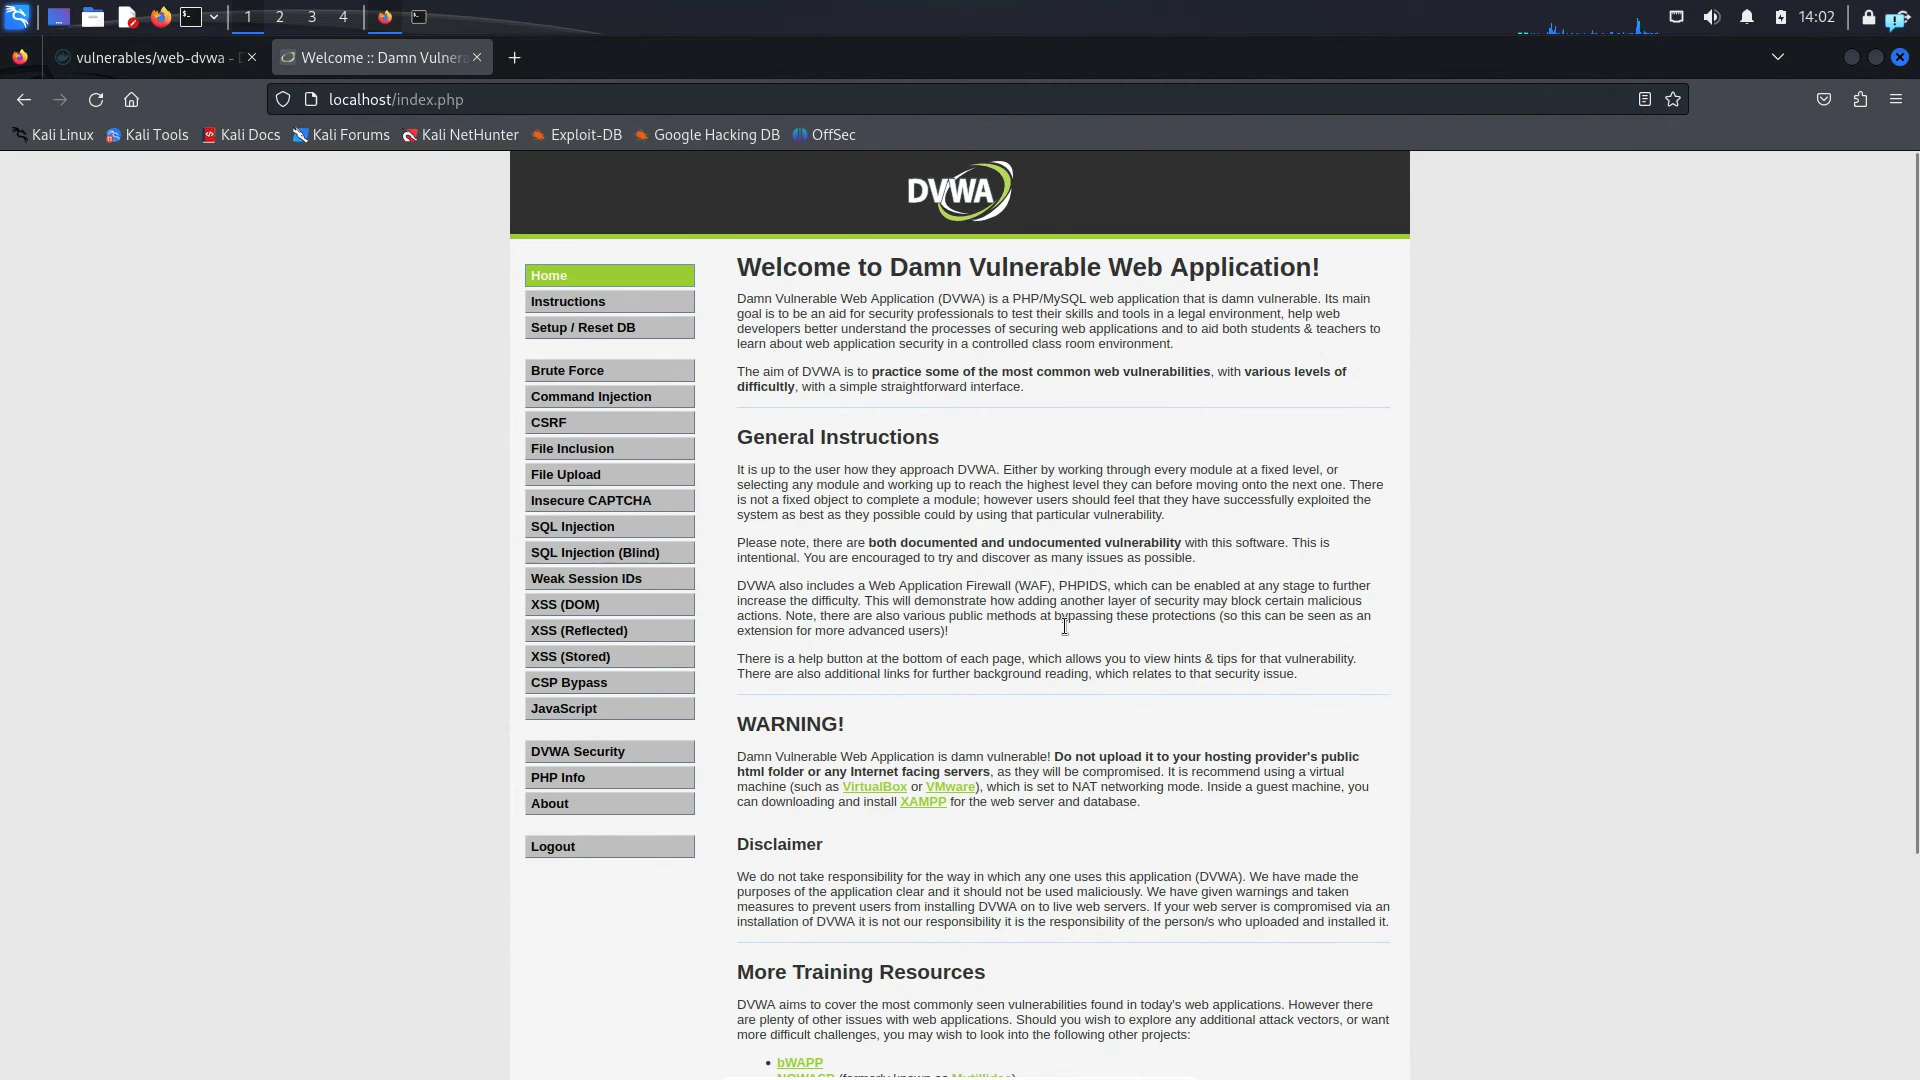 1 2 3 4 14:02
vulnerables/web-dvwa -
Welcome :: Damn Vulnera
localhost/index.php
Kali Linux Kali Tools Kali Docs Kali Forums Kali NetHunter Exploit-DB Google Hacking DB OffSec
DVWA
Home
Instructions
Setup / Reset DB
Brute Force
Command Injection
CSRF
File Inclusion
File Upload
Insecure CAPTCHA
SQL Injection
SQL Injection (Blind)
Weak Session IDs
XSS (DOM)
XSS (Reflected)
XSS (Stored)
CSP Bypass
JavaScript
DVWA Security
PHP Info
About
Logout
Welcome to Damn Vulnerable Web Application!
Damn Vulnerable Web Application (DVWA) is a PHP/MySQL web application that is damn vulnerable. Its main
goal is to be an aid for security professionals to test their skills and tools in a legal environment, help web
developers better understand the processes of securing web applications and to aid both students & teachers to
learn about web application security in a controlled class room environment.
The aim of DVWA is to practice some of the most common web vulnerabilities, with various levels of
difficultly, with a simple straightforward interface.
General Instructions
It is up to the user how they approach DVWA. Either by working through every module at a fixed level, or
selecting any module and working up to reach the highest level they can before moving onto the next one. There
is not a fixed object to complete a module; however users should feel that they have successfully exploited the
system as best as they possible could by using that particular vulnerability.
Please note, there are both documented and undocumented vulnerability with this software. This is
intentional. You are encouraged to try and discover as many issues as possible.
DVWA also includes a Web Application Firewall (WAF), PHPIDS, which can be enabled at any stage to further
increase the difficulty. This will demonstrate how adding another layer of security may block certain malicious
actions. Note, there are also various public methods at bypassing these protections (so this can be seen as an
extension for more advanced users)!
There is a help button at the bottom of each page, which allows you to view hints & tips for that vulnerability.
There are also additional links for further background reading, which relates to that security issue.
WARNING!
Damn Vulnerable Web Application is damn vulnerable! Do not upload it to your hosting provider's public
html folder or any Internet facing servers, as they will be compromised. It is recommend using a virtual
machine (such as VirtualBox or VMware), which is set to NAT networking mode. Inside a guest machine, you
can downloading and install XAMPP for the web server and database.
Disclaimer
We do not take responsibility for the way in which any one uses this application (DVWA). We have made the
purposes of the application clear and it should not be used maliciously. We have given warnings and taken
measures to prevent users from installing DVWA on to live web servers. If your web server is compromised via an
installation of DVWA it is not our responsibility it is the responsibility of the person/s who uploaded and installed it.
More Training Resources
DVWA aims to cover the most commonly seen vulnerabilities found in today's web applications. However there
are plenty of other issues with web applications. Should you wish to explore any additional attack vectors, or want
more difficult challenges, you may wish to look into the following other projects:
• bWAPP